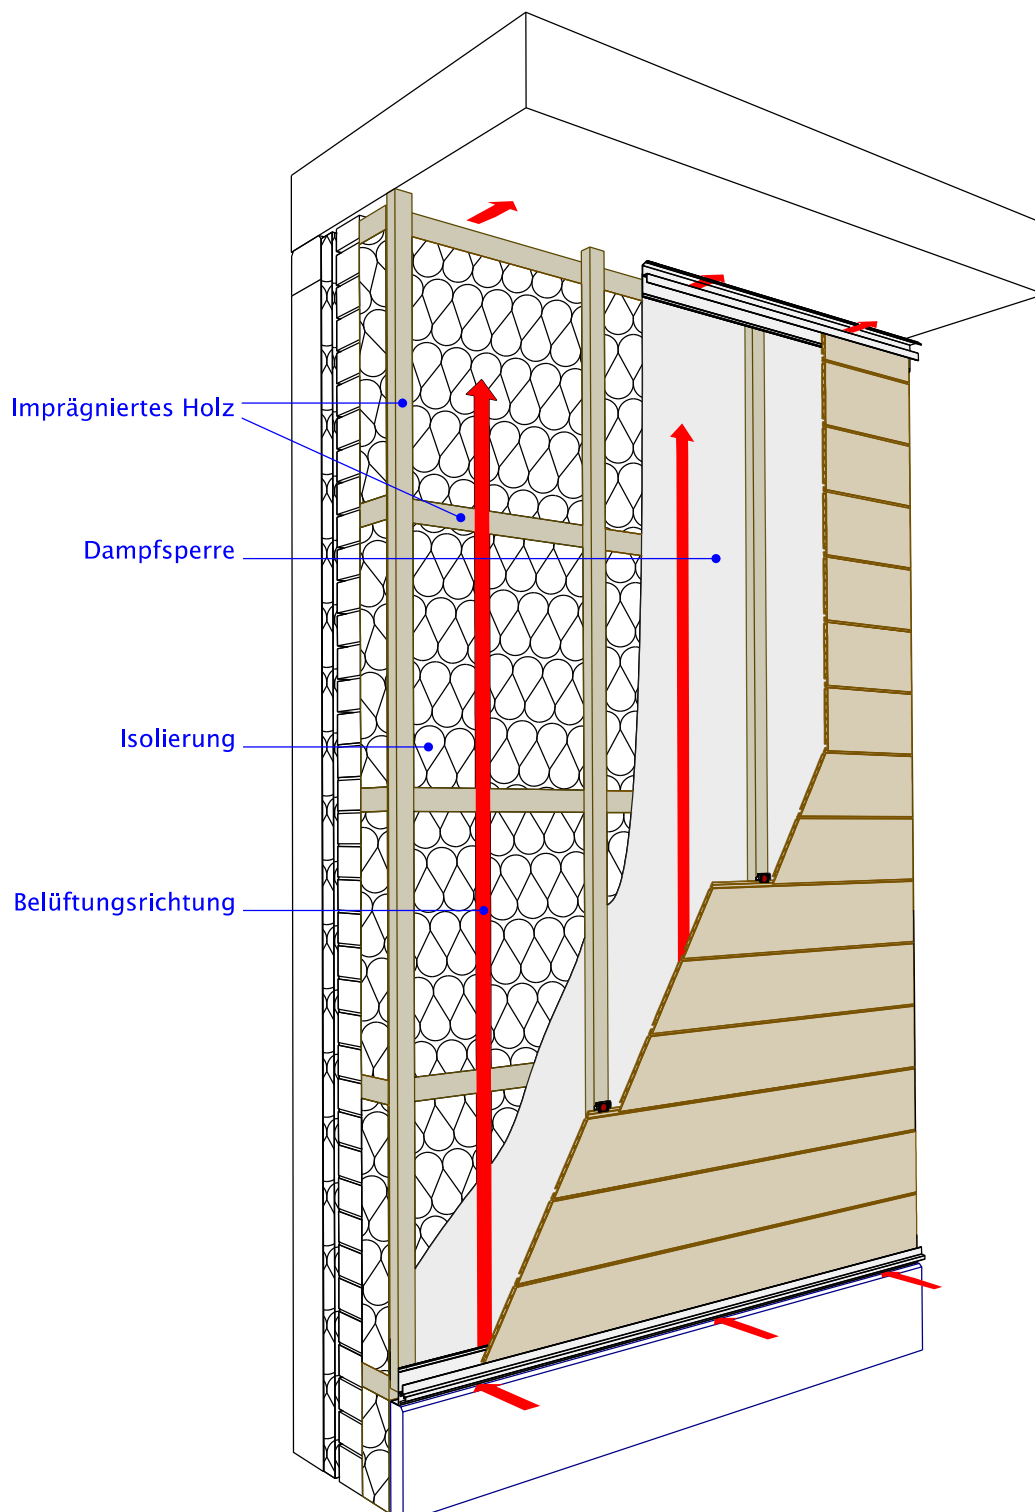 Imprägniertes Holz
Dampfsperre
Isolierung
Belüftungsrichtung